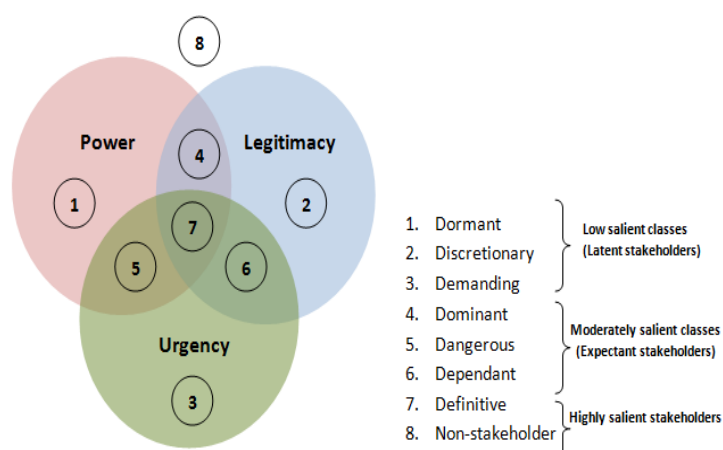 8
Power
Legitimacy
4
1
2
7
5
6
Urgency
3
1. Dormant
2. Discretionary
3. Demanding
4. Dominant
5. Dangerous
6. Dependant
7. Definitive
8. Non-stakeholder
Low salient classes
(Latent stakeholders)
Moderately salient classes
(Expectant stakeholders)
Highly salient stakeholders